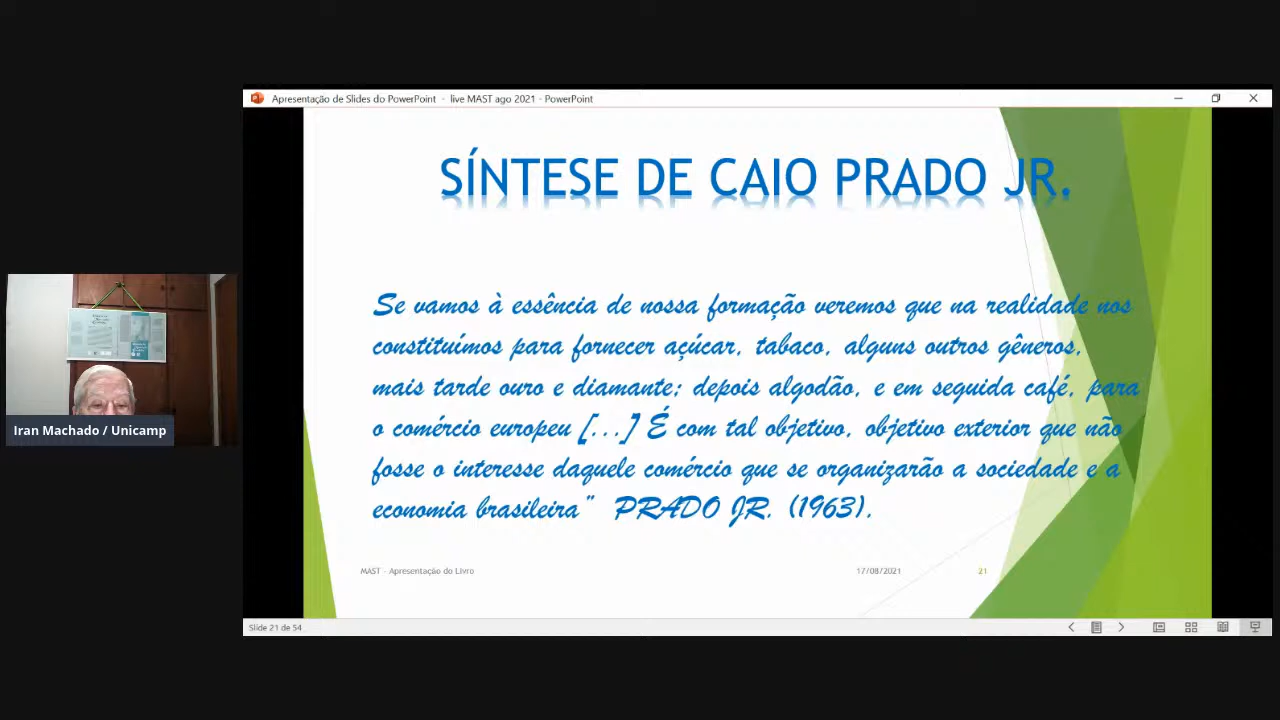 Apresentação de Slides do PowerPoint - live MAST ago 2021 - PowerPoint
SÍNTESE DE CAIO PRADO JR.
Se vamos à essência de nossa formação veremos que na realidade nos
constituímos para fornecer açúcar, tabaco, alguns outros gêneros,
mais tarde ouro e diamante; depois algodão, e em seguida café, para
o comércio europeu [...] É com tal objetivo, objetivo exterior que não
fosse o interesse daquele comércio que se organizarão a sociedade e a
economia brasileira" PRADO JR. (1963).
MAST - Apresentação do Livro
17/08/2021
21
Slide 21 de 54
Iran Machado / Unicamp